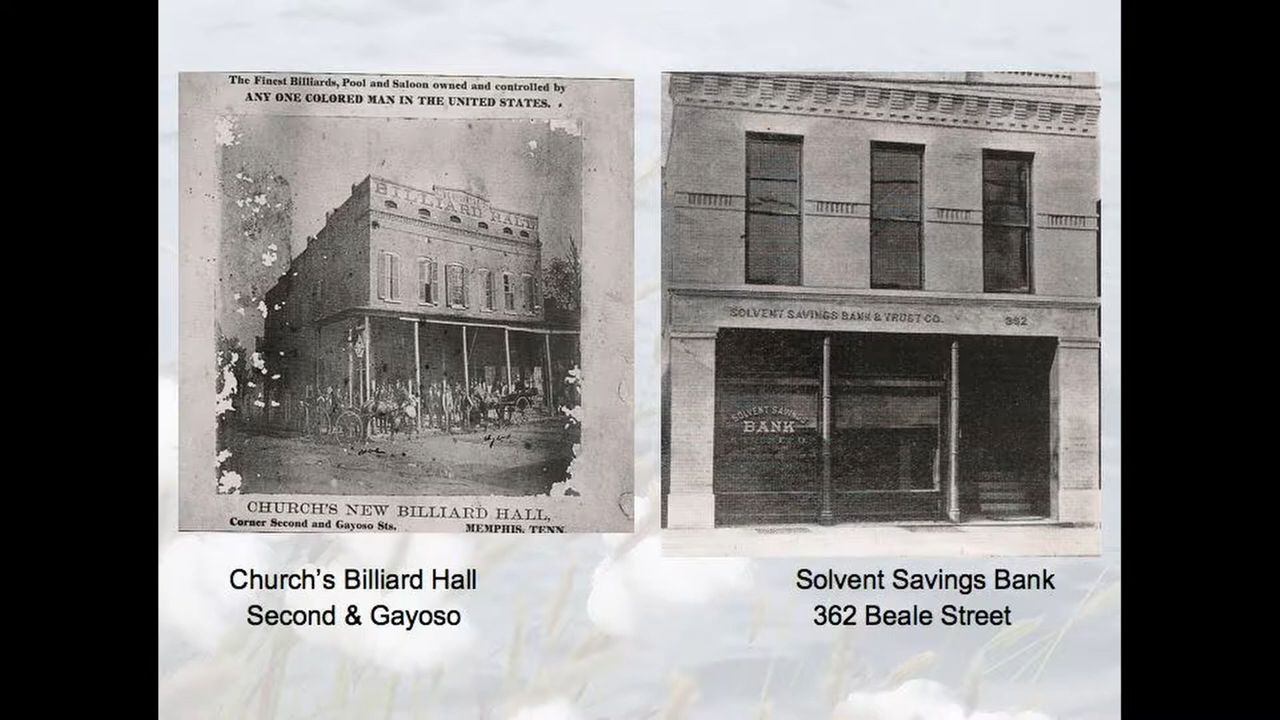 The Finest Billiards, Pool and Saloon owned and controlled by
ANY ONE COLORED MAN IN THE UNITED STATES.
BILLIARD HALL
CHURCH'S NEW BILLIARD HALL,
Corner Second and Gayoso Sts. MEMPHIS, TENN.
SOLVENT SAVINGS BANK & TRUST CO. 362
SOLVENT SAVINGS
BANK
Church's Billiard Hall
Second & Gayoso
Solvent Savings Bank
362 Beale Street